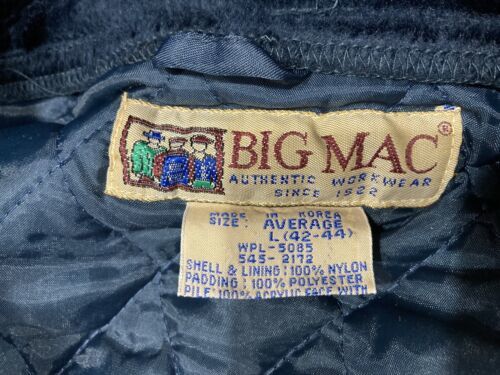 BIG MAC®
AUTHENTIC WORKWEAR
SINCE 1922
MADE IN KOREA
SIZE: AVERAGE
L (42-44)
WPL-5085
545-2172
SHELL & LINING: 100% NYLON
PADDING: 100% POLYESTER
PILE: 100% ACRYLIC FACE WITH